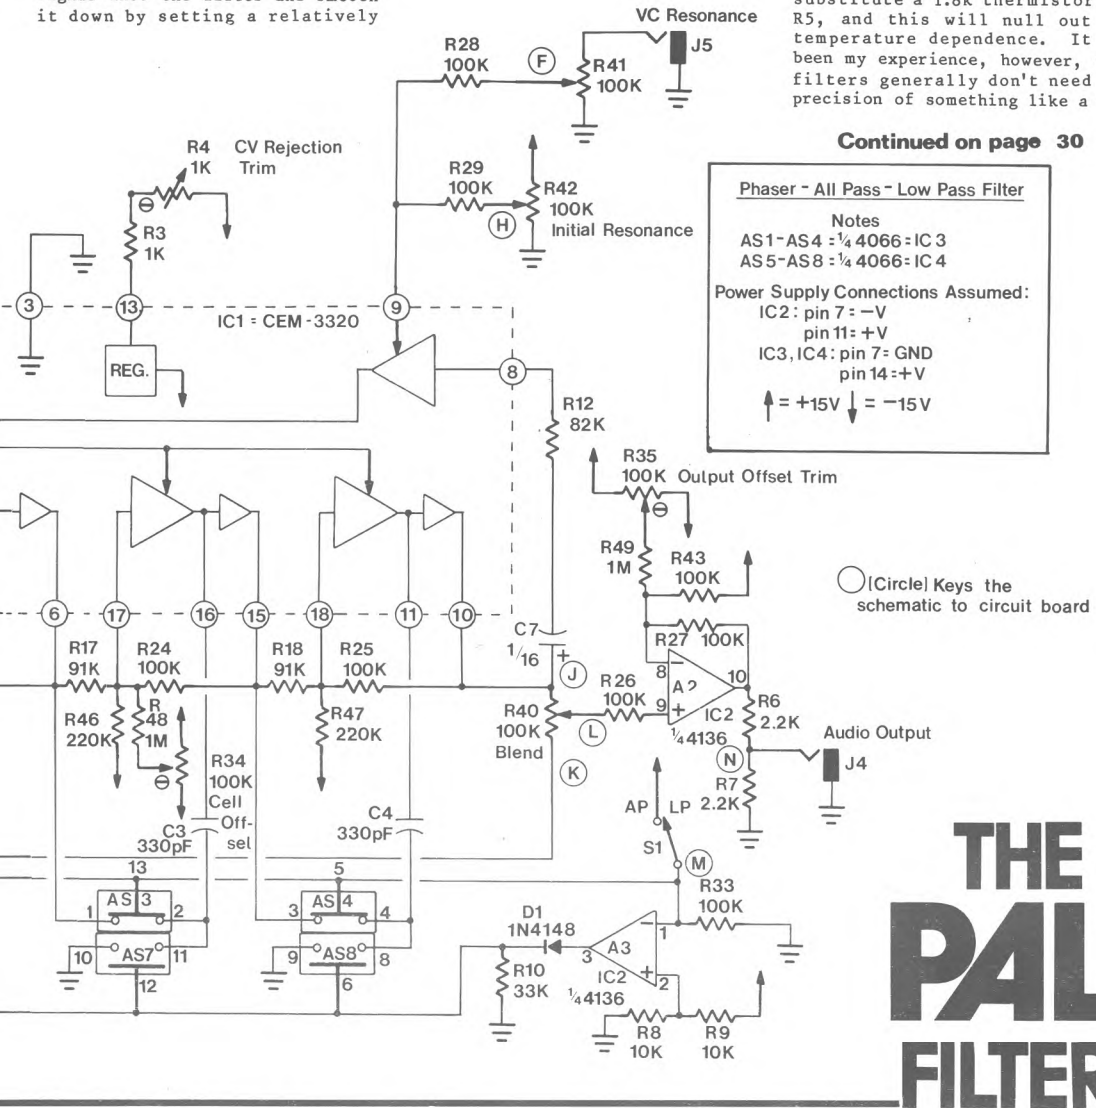 it down by setting a relatively
R5, and this will null out
temperature dependence. It
been my experience, however,
filters generally don't need
precision of something like a
Continued on page 30
VC Resonance
J5
R28
100K
F
R41
100K
R4
1K
CV Rejection
Trim
R3
1K
R29
100K
H
R42
100K
Initial Resonance
Phaser - All Pass - Low Pass Filter
Notes
AS1-AS4 = ¼ 4066 = IC3
AS5-AS8 = ¼ 4066 = IC4
Power Supply Connections Assumed:
IC2: pin 7 = -V
pin 11 = +V
IC3, IC4: pin 7 = GND
pin 14 = +V
= +15V = -15V
3
13
9
IC1 = CEM-3320
REG.
8
R12
82K
R35
100K Output Offset Trim
R49
1M
R43
100K
(Circle) Keys the
schematic to circuit board
6
17
16
15
18
11
10
C7
1/16
+
J
R27
100K
R17
91K
R24
100K
R18
91K
R25
100K
R46
220K
R
48
1M
R34
100K
Cell
Off-
sel
R47
220K
R40
100K
Blend
L
K
R26
100K
8
-
A2
9
+
10
IC2
¼ 4136
R6
2.2K
N
Audio Output
J4
R7
2.2K
C3
330pF
C4
330pF
AP
LP
S1
M
13
AS 3
1
2
10
AS7
11
12
5
AS 4
3
4
9
AS8
8
6
R33
100K
D1
1N4148
3
A3
-
1
+
2
IC2
¼ 4136
R10
33K
R8
10K
R9
10K
THE
PAL
FILTER